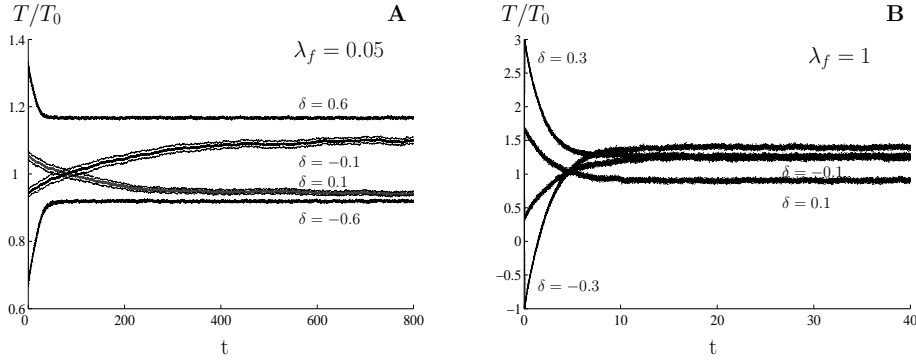 T/T₀ A
λ_f = 0.05
1.4
1.2
1
0.8
0.6
δ = 0.6
δ = −0.1
δ = 0.1
δ = −0.6
0 200 400 600 800
t
T/T₀ B
λ_f = 1
3
2.5
2
1.5
1
0.5
0
−0.5
−1
δ = 0.3
δ = −0.1
δ = 0.1
δ = −0.3
0 10 20 30 40
t